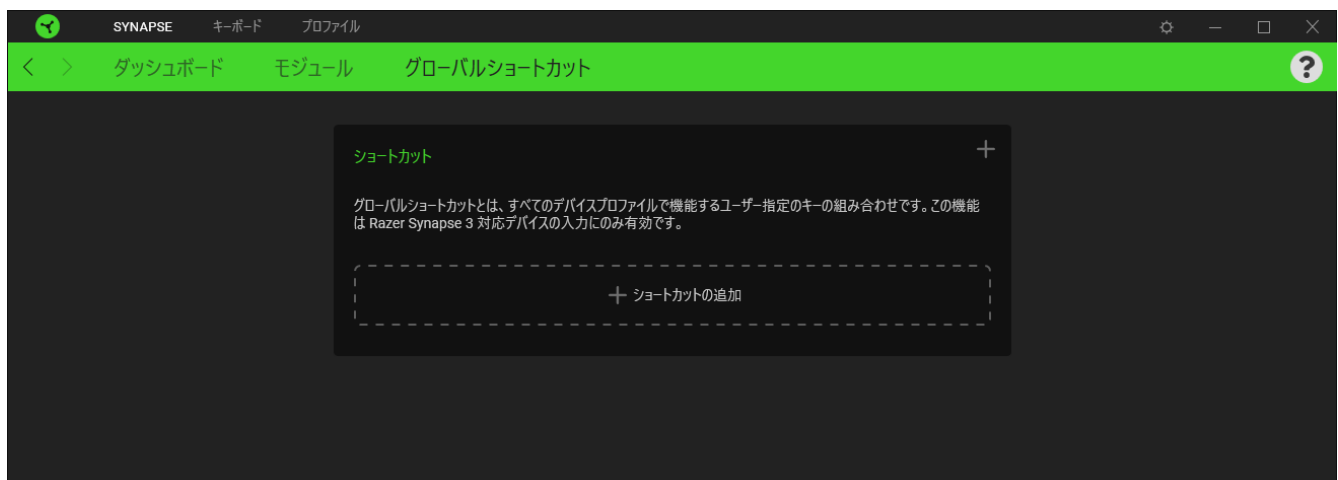 SYNAPSE キーボード プロファイル
ダッシュボード モジュール グローバルショートカット ?
ショートカット
グローバルショートカットとは、すべてのデバイスプロファイルで機能するユーザー指定のキーの組み合わせです。この機能
は Razer Synapse 3 対応デバイスの入力にのみ有効です。
ショートカットの追加